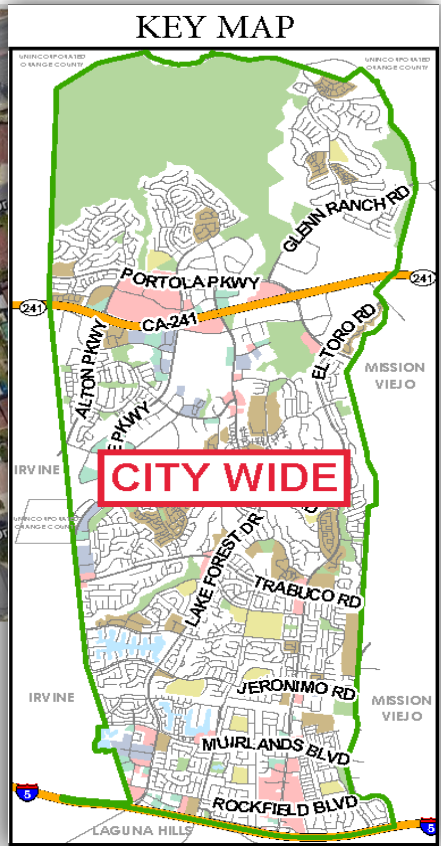 KEY MAP
UNINCORPORATED
ORANGE COUNTY
UNINCORPORATED
ORANGE COUNTY
GLENN RANCH RD
PORTOLA PKWY
241
241
CA-241
EL TORO RD
ALTON PKWY
MISSION
VIEJO
E PKWY
IRVINE
CITY WIDE
UNINCORPORATED
ORANGE COUNTY
LAKE FOREST DR
TRABUCO RD
JERONIMO RD
IRVINE
MISSION
VIEJO
MUIRLANDS BLVD
5
ROCKFIELD BLVD
5
LAGUNA HILLS